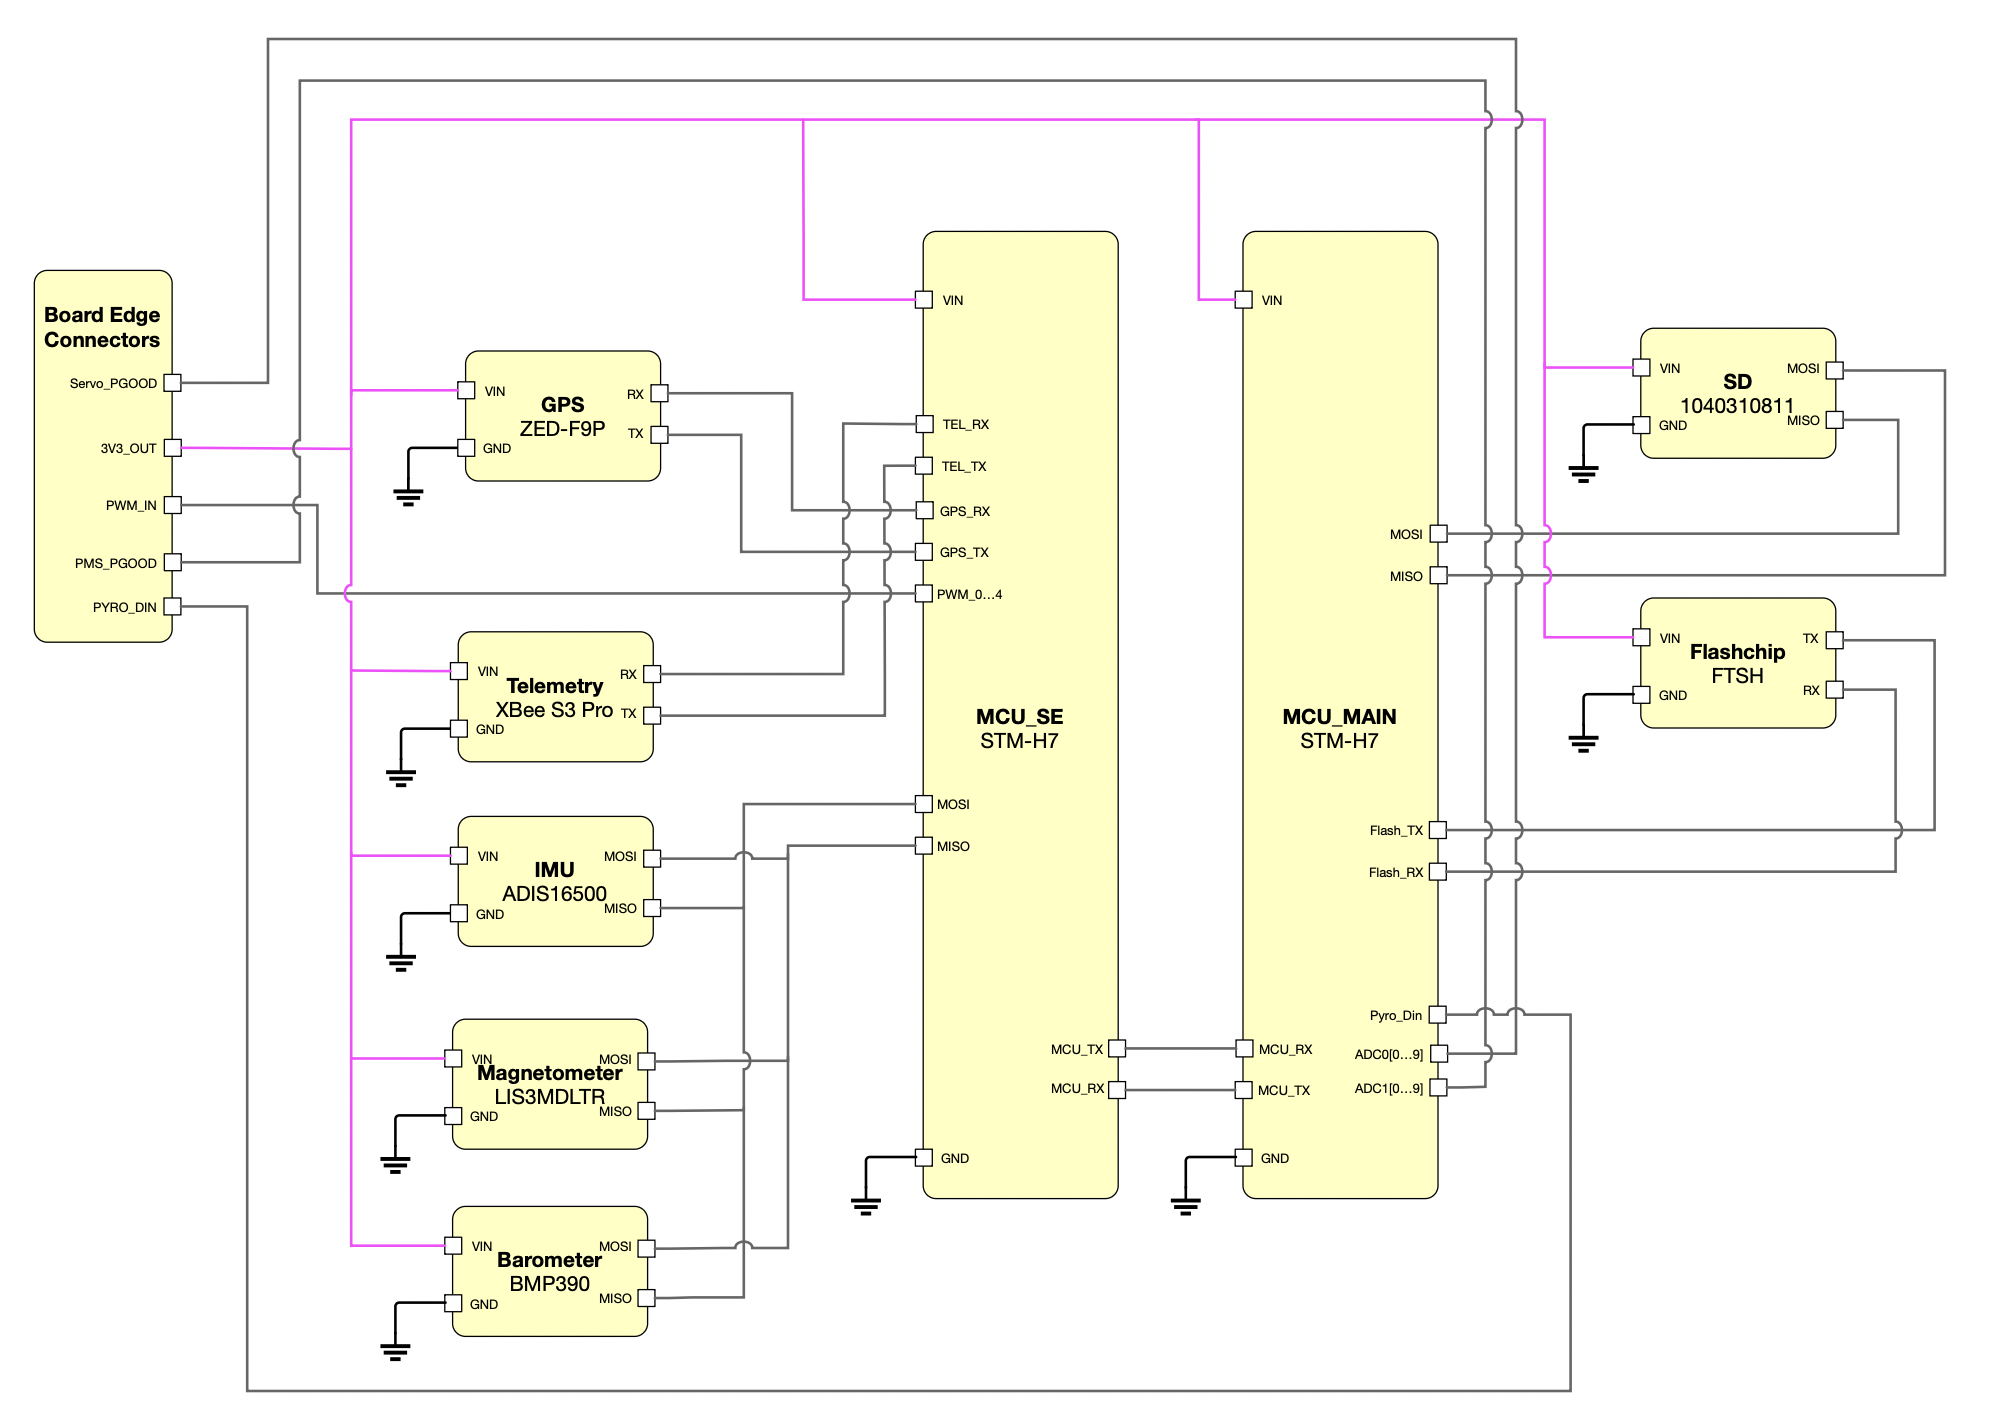 Board Edge
Connectors
Servo_PGOOD
3V3_OUT
PWM_IN
PMS_PGOOD
PYRO_DIN
VIN
GPS
ZED-F9P
GND
RX
TX
VIN
Telemetry
XBee S3 Pro
GND
RX
TX
VIN
IMU
ADIS16500
GND
MOSI
MISO
VIN
Magnetometer
LIS3MDLTR
GND
MOSI
MISO
VIN
Barometer
BMP390
GND
MOSI
MISO
VIN
TEL_RX
TEL_TX
GPS_RX
GPS_TX
PWM_0...4
MCU_SE
STM-H7
MOSI
MISO
MCU_TX
MCU_RX
GND
VIN
MOSI
MISO
MCU_MAIN
STM-H7
Flash_TX
Flash_RX
Pyro_Din
MCU_RX
ADC0[0...9]
MCU_TX
ADC1[0...9]
GND
VIN
SD
1040310811
GND
MOSI
MISO
VIN
Flashchip
FTSH
GND
TX
RX